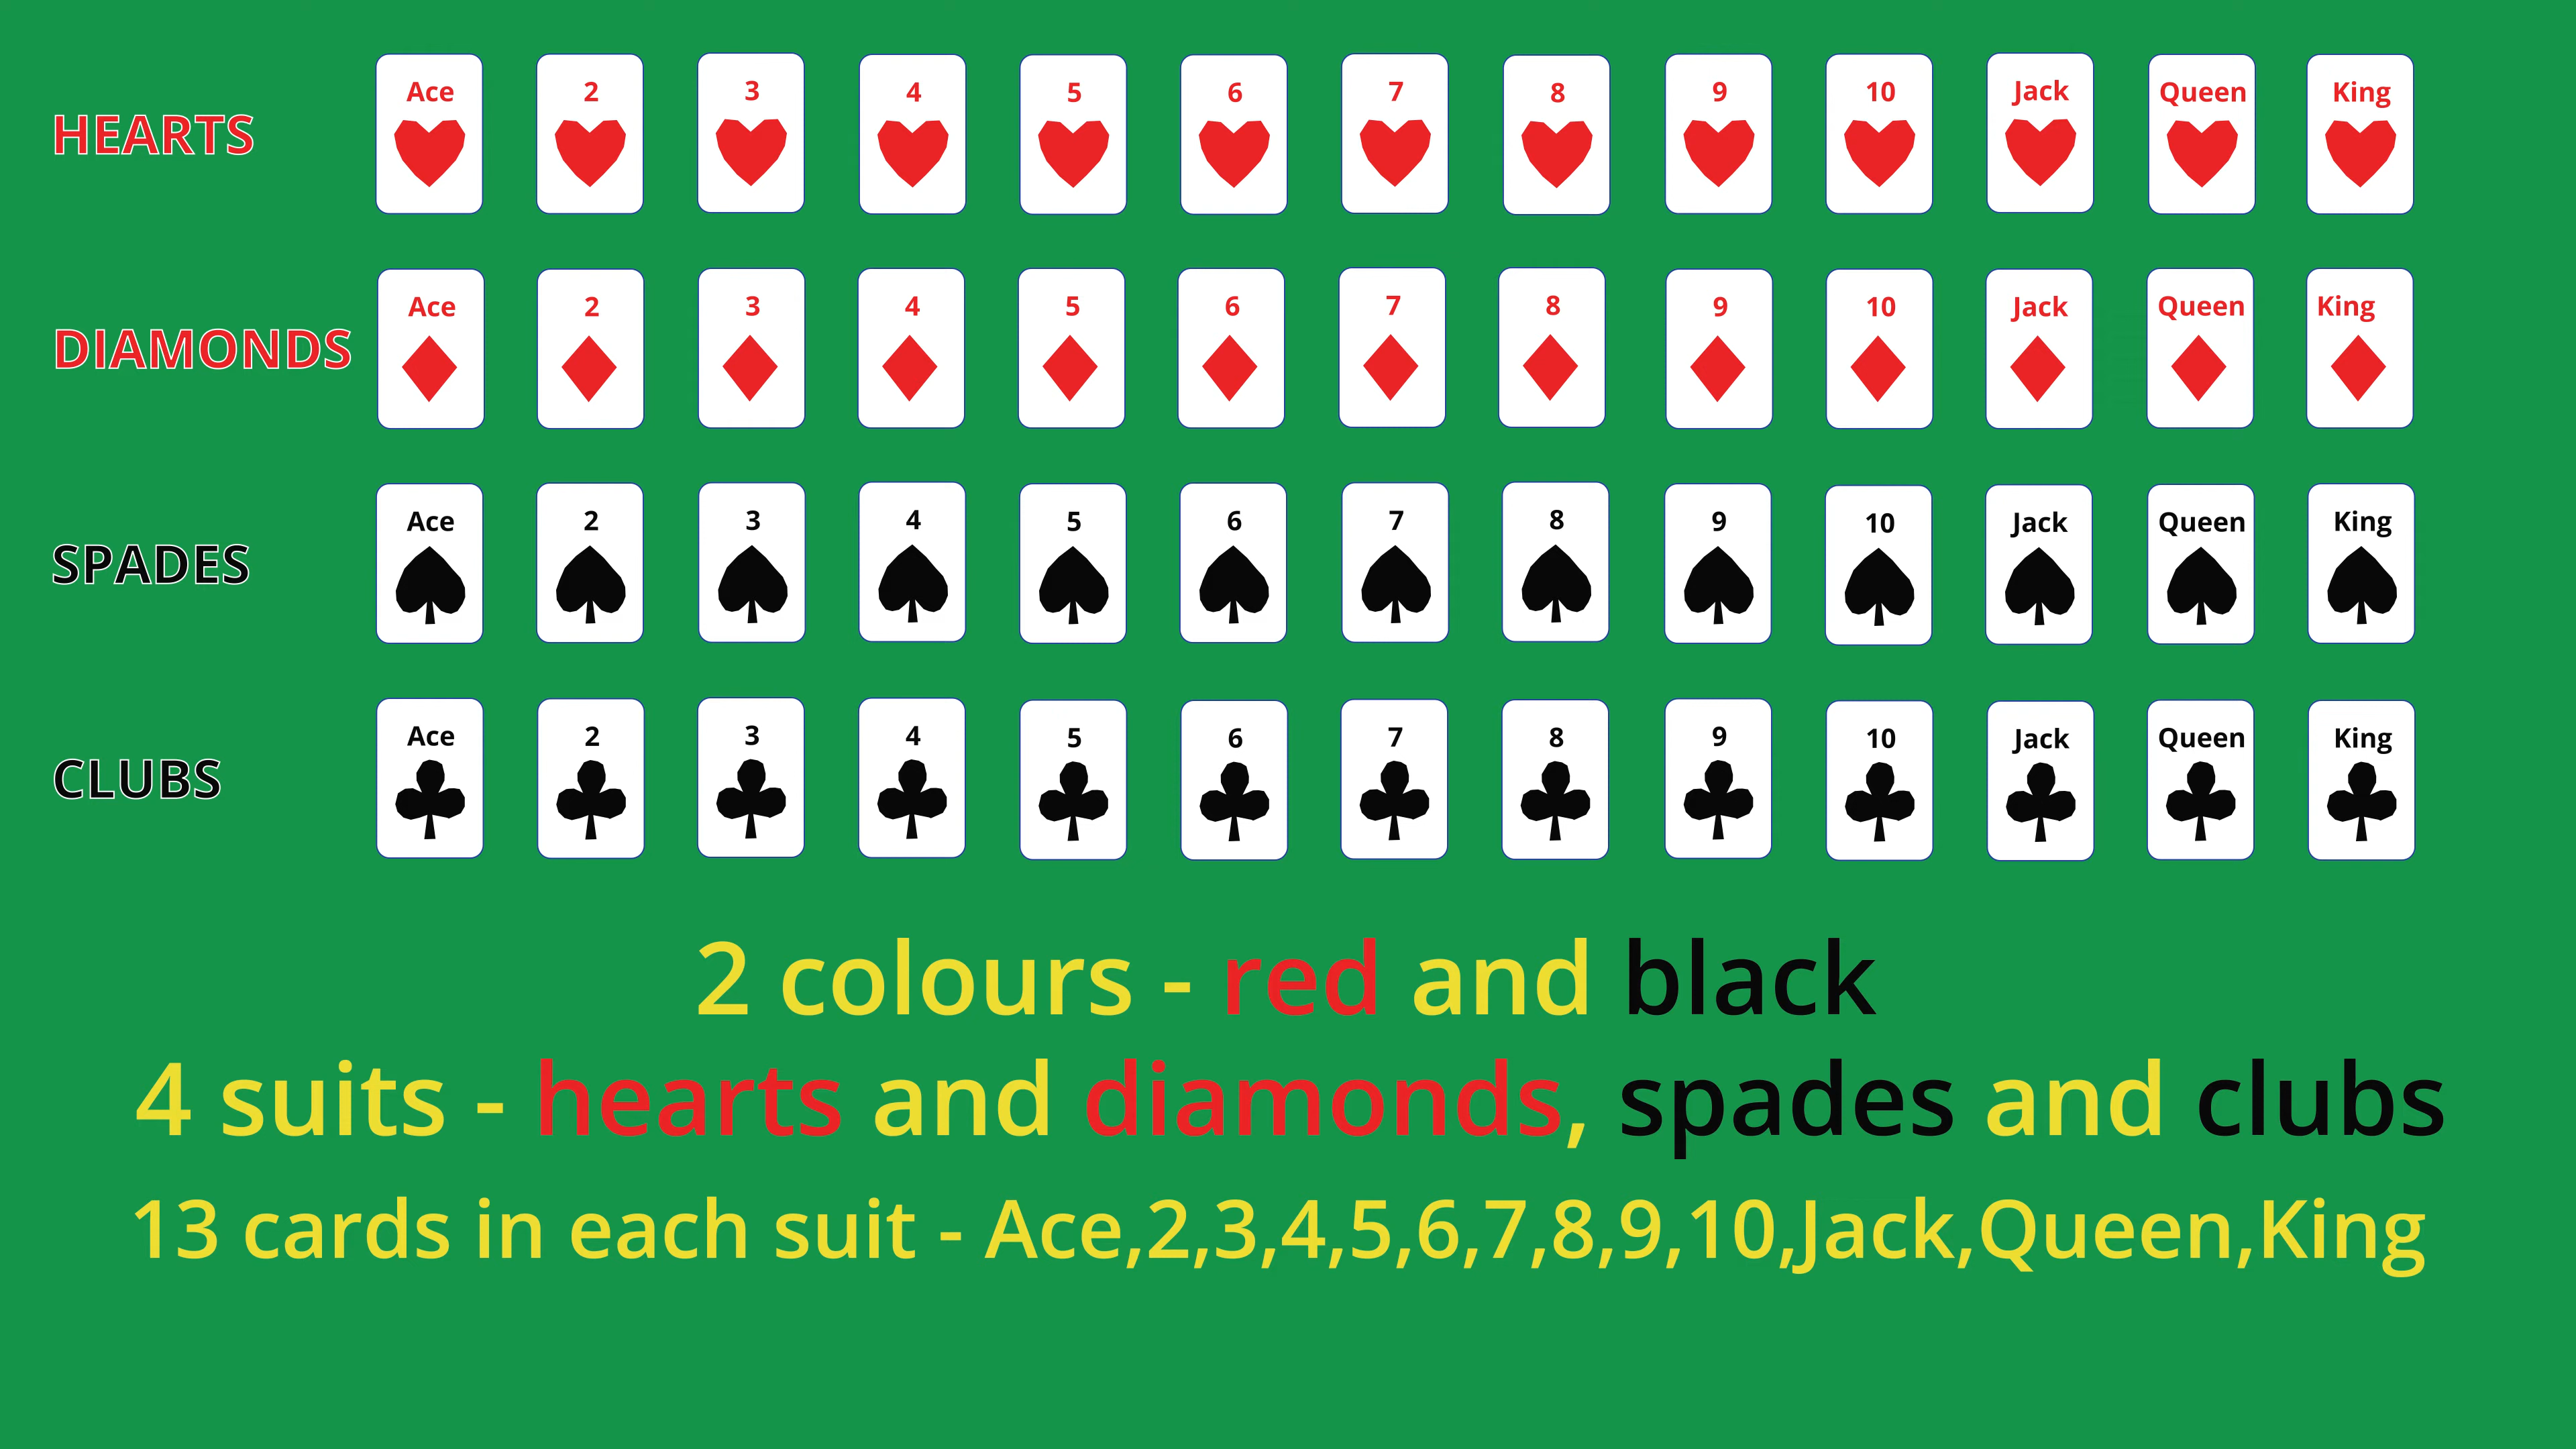 HEARTS Ace 2 3 4 5 6 7 8 9 10 Jack Queen King
DIAMONDS Ace 2 3 4 5 6 7 8 9 10 Jack Queen King
SPADES Ace 2 3 4 5 6 7 8 9 10 Jack Queen King
CLUBS Ace 2 3 4 5 6 7 8 9 10 Jack Queen King
2 colours - red and black
4 suits - hearts and diamonds, spades and clubs
13 cards in each suit - Ace,2,3,4,5,6,7,8,9,10,Jack,Queen,King